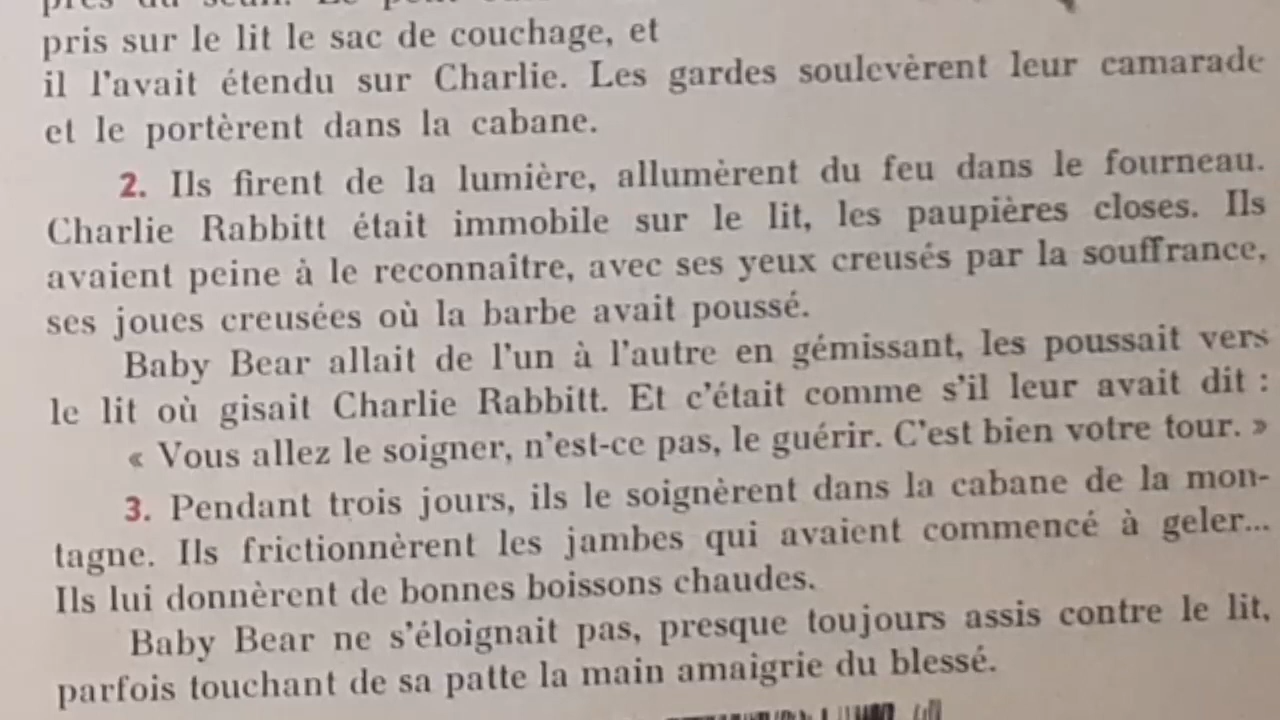 pris sur le lit le sac de couchage, et
il l'avait étendu sur Charlie. Les gardes soulevèrent leur camarade
et le portèrent dans la cabane.
2. Ils firent de la lumière, allumèrent du feu dans le fourneau.
Charlie Rabbitt était immobile sur le lit, les paupières closes. Ils
avaient peine à le reconnaître, avec ses yeux creusés par la souffrance,
ses joues creusées où la barbe avait poussé.
Baby Bear allait de l'un à l'autre en gémissant, les poussait vers
le lit où gisait Charlie Rabbitt. Et c'était comme s'il leur avait dit :
« Vous allez le soigner, n'est-ce pas, le guérir. C'est bien votre tour. »
3. Pendant trois jours, ils le soignèrent dans la cabane de la mon-
tagne. Ils frictionnèrent les jambes qui avaient commencé à geler...
Ils lui donnèrent de bonnes boissons chaudes.
Baby Bear ne s'éloignait pas, presque toujours assis contre le lit,
parfois touchant de sa patte la main amaigrie du blessé.